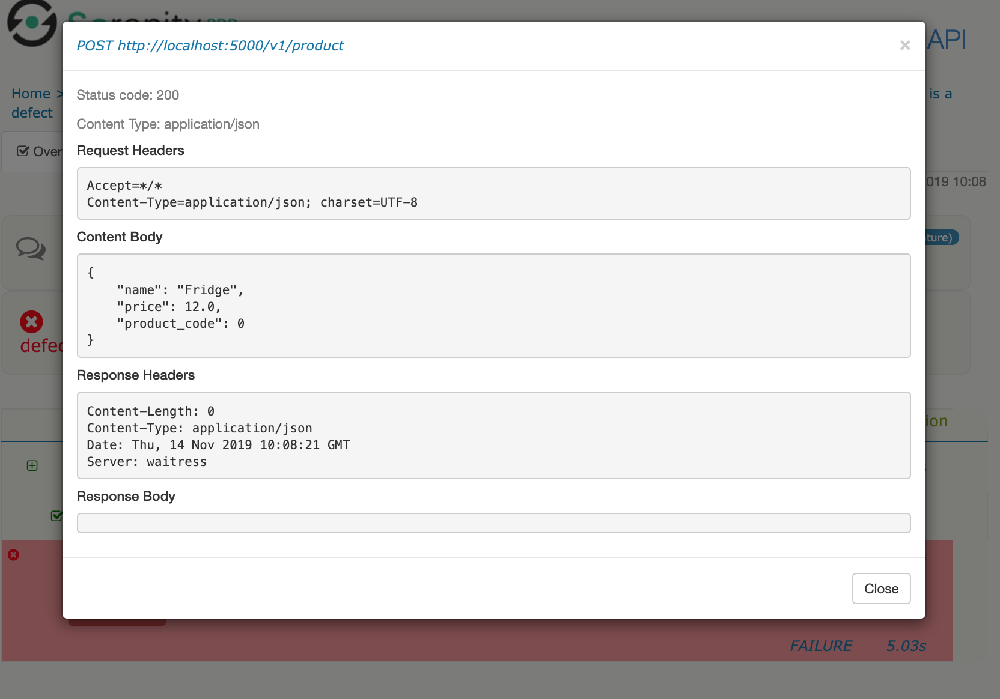 Serenity BDD
API
POST http://localhost:5000/v1/product
×
Home >
is a
defect
Status code: 200
Content Type: application/json
Over
Request Headers
019 10:08
Accept=*/*
Content-Type=application/json; charset=UTF-8
Content Body
ture)
{
"name": "Fridge",
"price": 12.0,
"product_code": 0
}
defec
Response Headers
Content-Length: 0
ion
Content-Type: application/json
Date: Thu, 14 Nov 2019 10:08:21 GMT
Server: waitress
Response Body
Close
FAILURE 5.03s